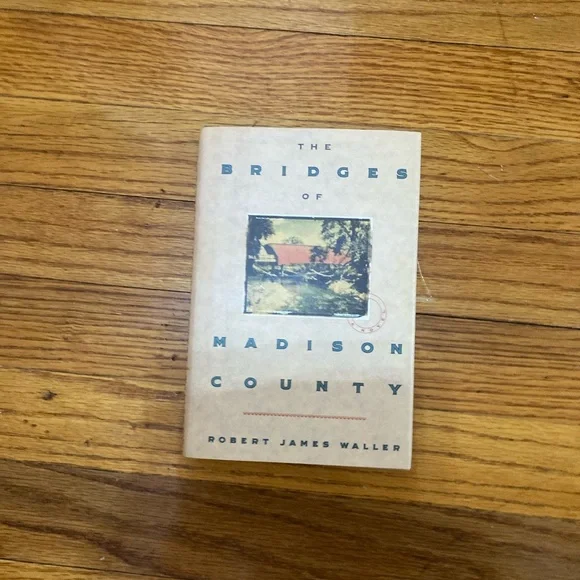 THE
BRIDGES
OF
MADISON
COUNTY
ROBERT JAMES WALLER